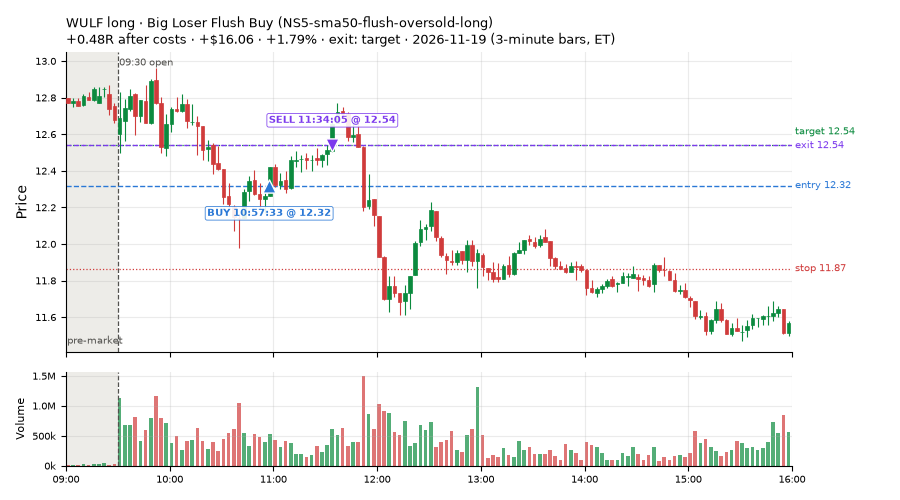 WULF long · Big Loser Flush Buy (NS5-sma50-flush-oversold-long)
+0.48R after costs · +$16.06 · +1.79% · exit: target · 2026-11-19 (3-minute bars, ET)
09:30 open
13.0
12.8
12.6
12.4
12.2
12.0
11.8
11.6
Price
SELL 11:34:05 @ 12.54
BUY 10:57:33 @ 12.32
target 12.54
exit 12.54
entry 12.32
stop 11.87
pre-market
1.5M
1.0M
500k
0k
Volume
09:00 10:00 11:00 12:00 13:00 14:00 15:00 16:00